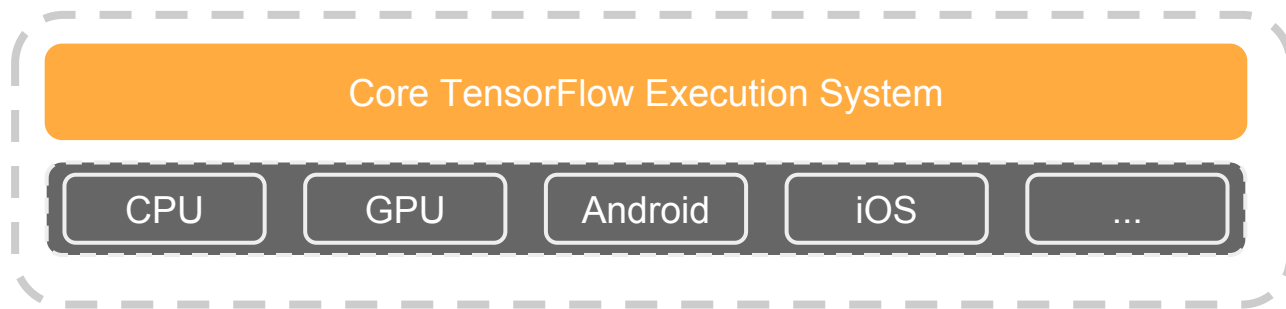 Core TensorFlow Execution System
CPU GPU Android iOS ...